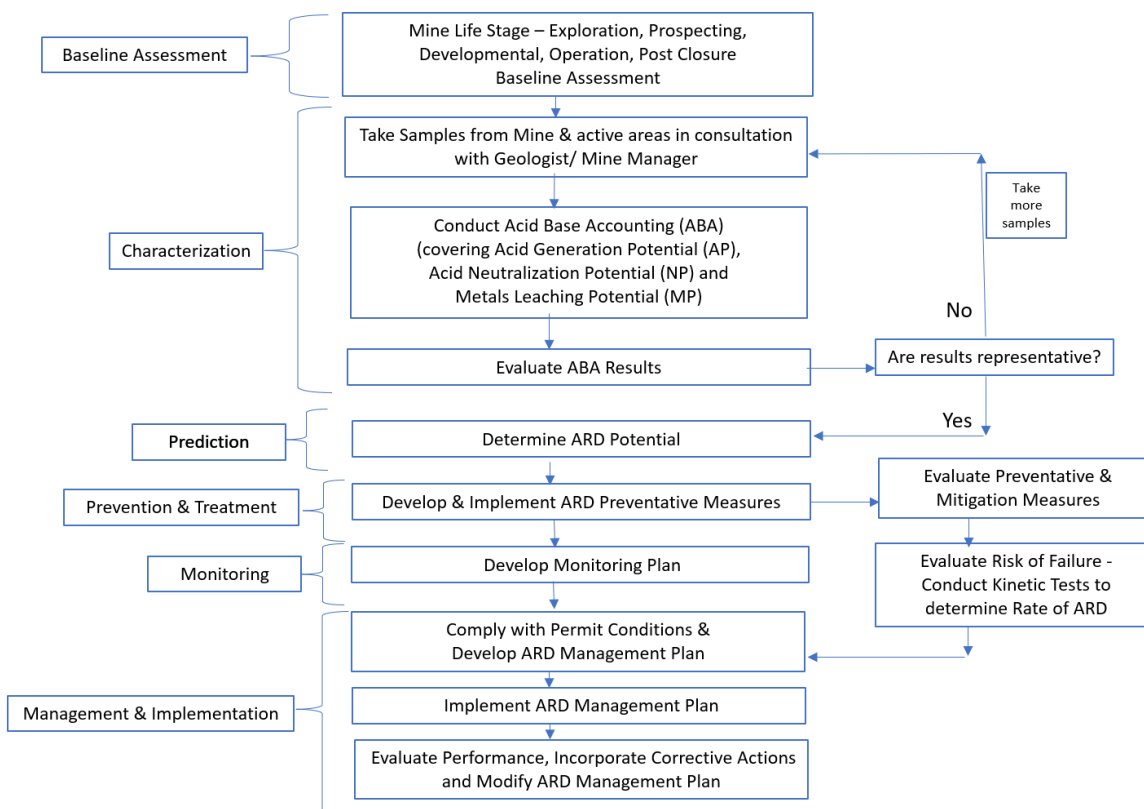 Baseline Assessment
Mine Life Stage – Exploration, Prospecting,
Developmental, Operation, Post Closure
Baseline Assessment
Take Samples from Mine & active areas in consultation
with Geologist/ Mine Manager
Take
more
samples
Characterization
Conduct Acid Base Accounting (ABA)
(covering Acid Generation Potential (AP),
Acid Neutralization Potential (NP) and
Metals Leaching Potential (MP)
No
Evaluate ABA Results
Are results representative?
Yes
Prediction
Determine ARD Potential
Prevention & Treatment
Develop & Implement ARD Preventative Measures
Evaluate Preventative &
Mitigation Measures
Monitoring
Develop Monitoring Plan
Evaluate Risk of Failure -
Conduct Kinetic Tests to
determine Rate of ARD
Comply with Permit Conditions &
Develop ARD Management Plan
Management & Implementation
Implement ARD Management Plan
Evaluate Performance, Incorporate Corrective Actions
and Modify ARD Management Plan